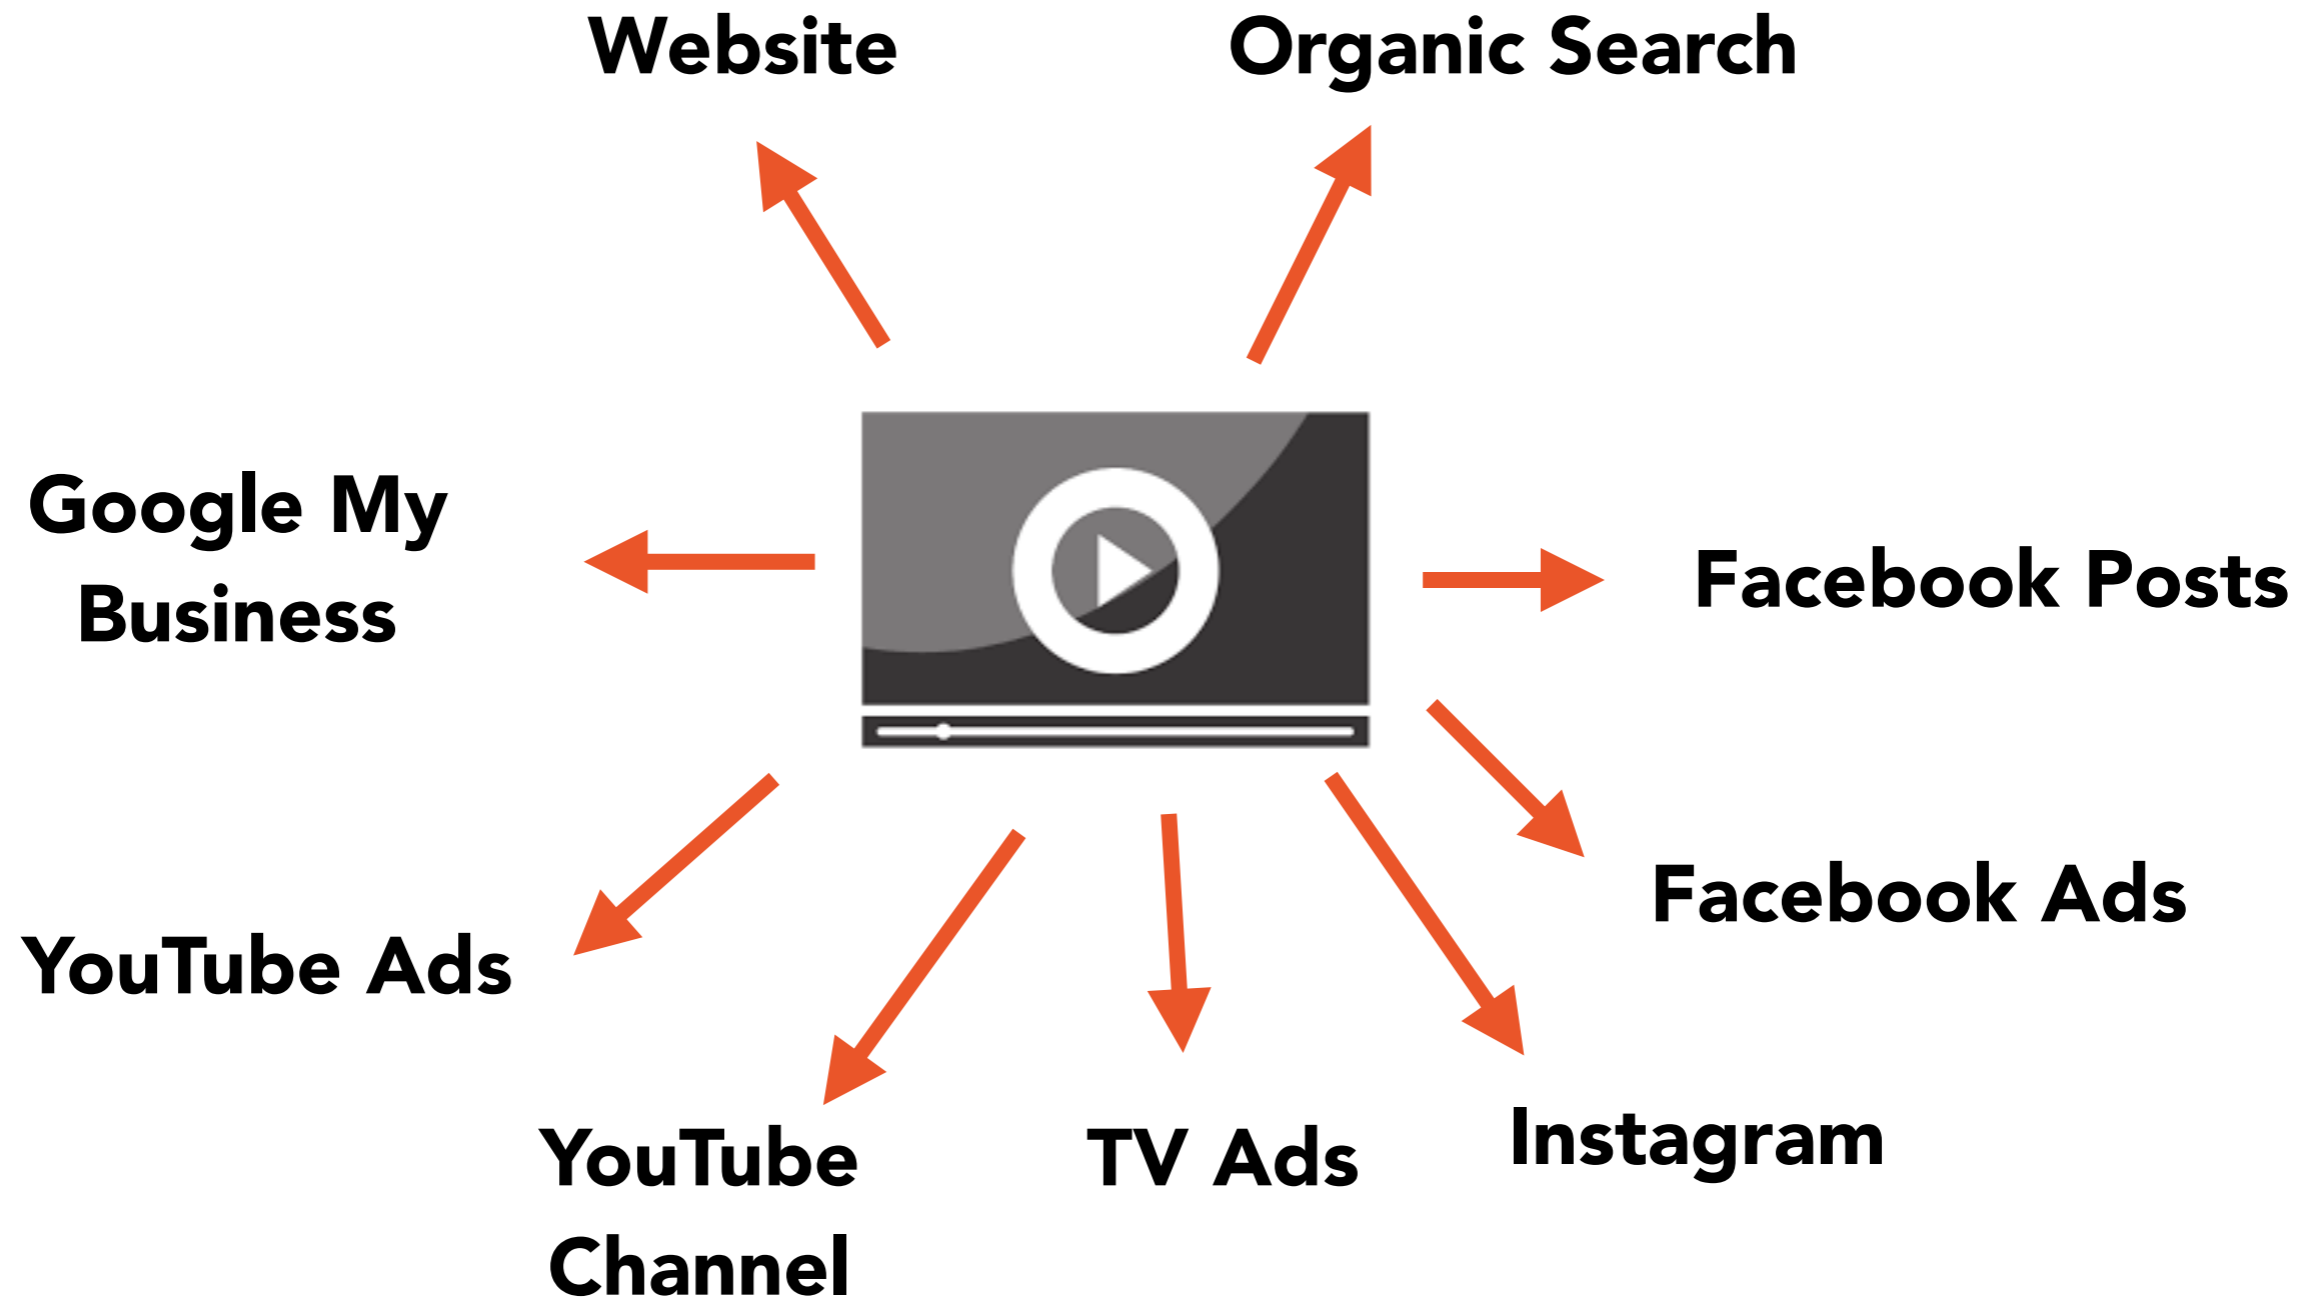 Website
Organic Search
Google My
Business
Facebook Posts
Facebook Ads
YouTube Ads
YouTube
Channel
TV Ads
Instagram